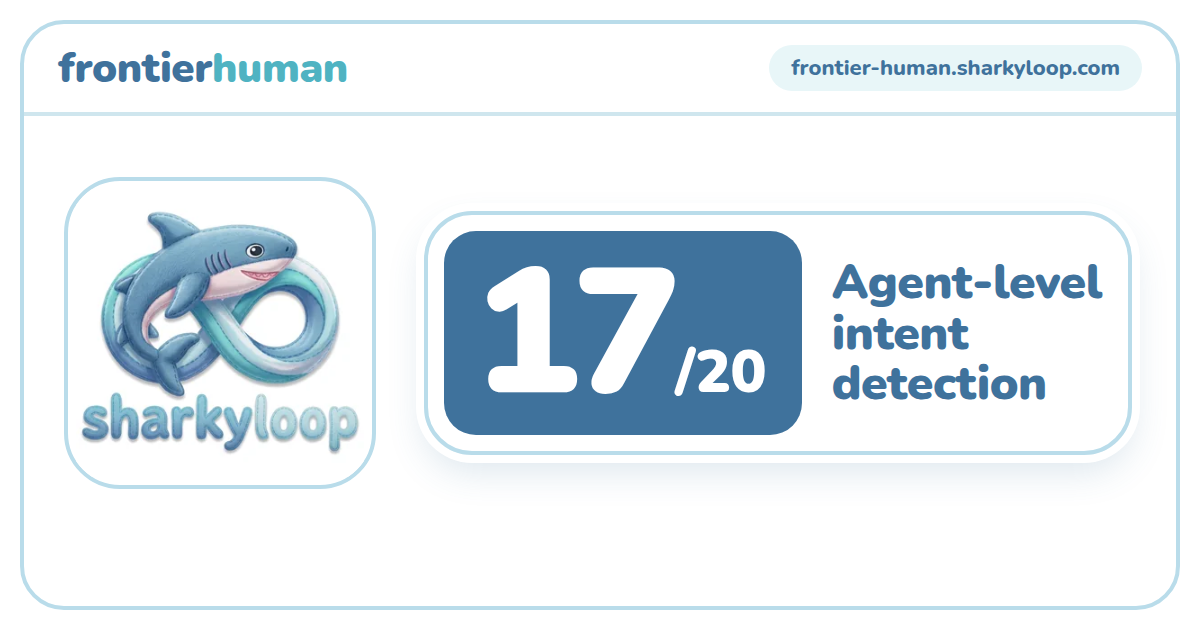 frontierhuman
frontier-human.sharkyloop.com
sharkyloop
17/20
Agent-level
intent
detection